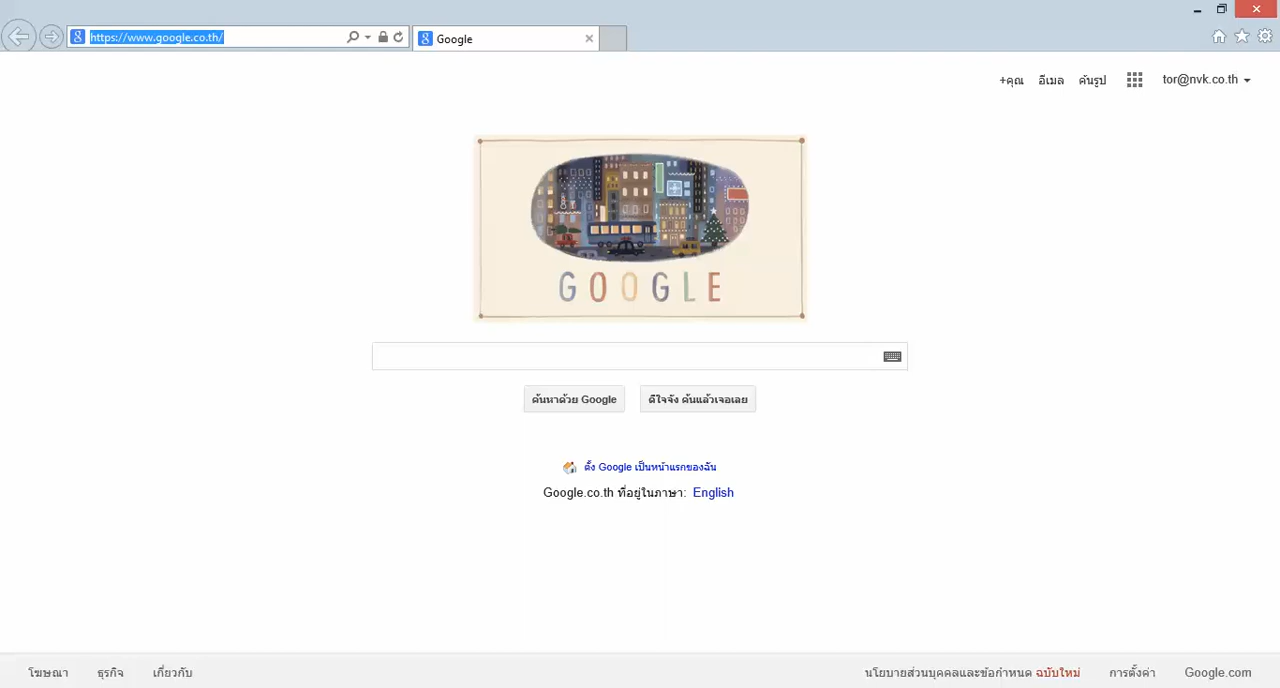 https://www.google.co.th/
Google
+คุณ อีเมล ค้นรูป tor@nvk.co.th
GOOGLE
ค้นหาด้วย Google ดีใจจัง ค้นแล้วเจอเลย
ตั้ง Google เป็นหน้าแรกของฉัน
Google.co.th ที่อยู่ในภาษา: English
โฆษณา ธุรกิจ เกี่ยวกับ นโยบายส่วนบุคคลและข้อกำหนด ฉบับใหม่ การตั้งค่า Google.com